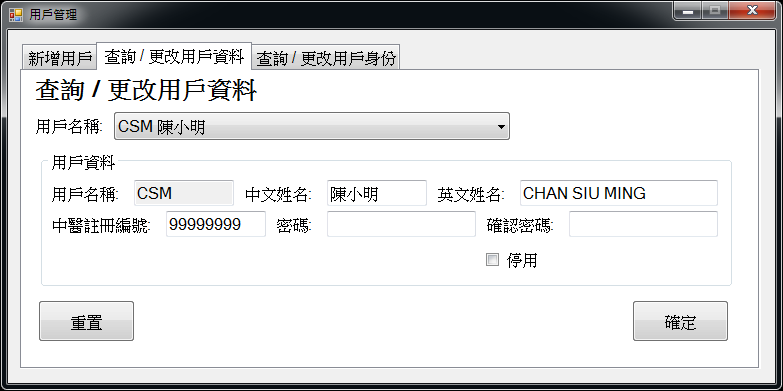 用戶管理
新增用戶 查詢 / 更改用戶資料 查詢 / 更改用戶身份
查詢 / 更改用戶資料
用戶名稱: CSM 陳小明
用戶資料
用戶名稱: CSM 中文姓名: 陳小明 英文姓名: CHAN SIU MING
中醫註冊編號: 99999999 密碼: 確認密碼:
停用
重置 確定